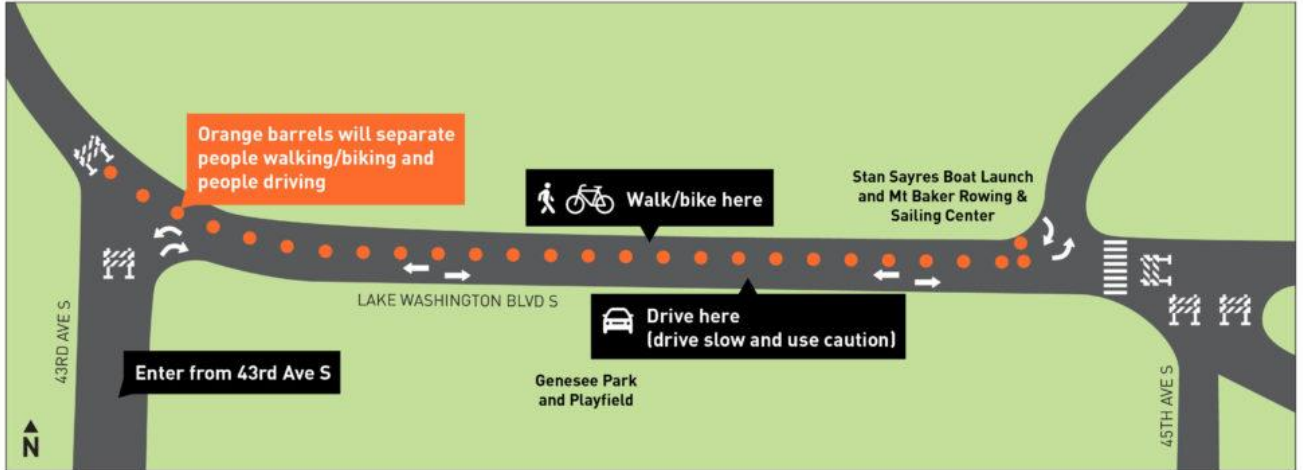 Orange barrels will separate
people walking/biking and
people driving
Walk/bike here
Stan Sayres Boat Launch
and Mt Baker Rowing &
Sailing Center
LAKE WASHINGTON BLVD S
Drive here
(drive slow and use caution)
43RD AVE S
Enter from 43rd Ave S
Genesee Park
and Playfield
45TH AVE S
N